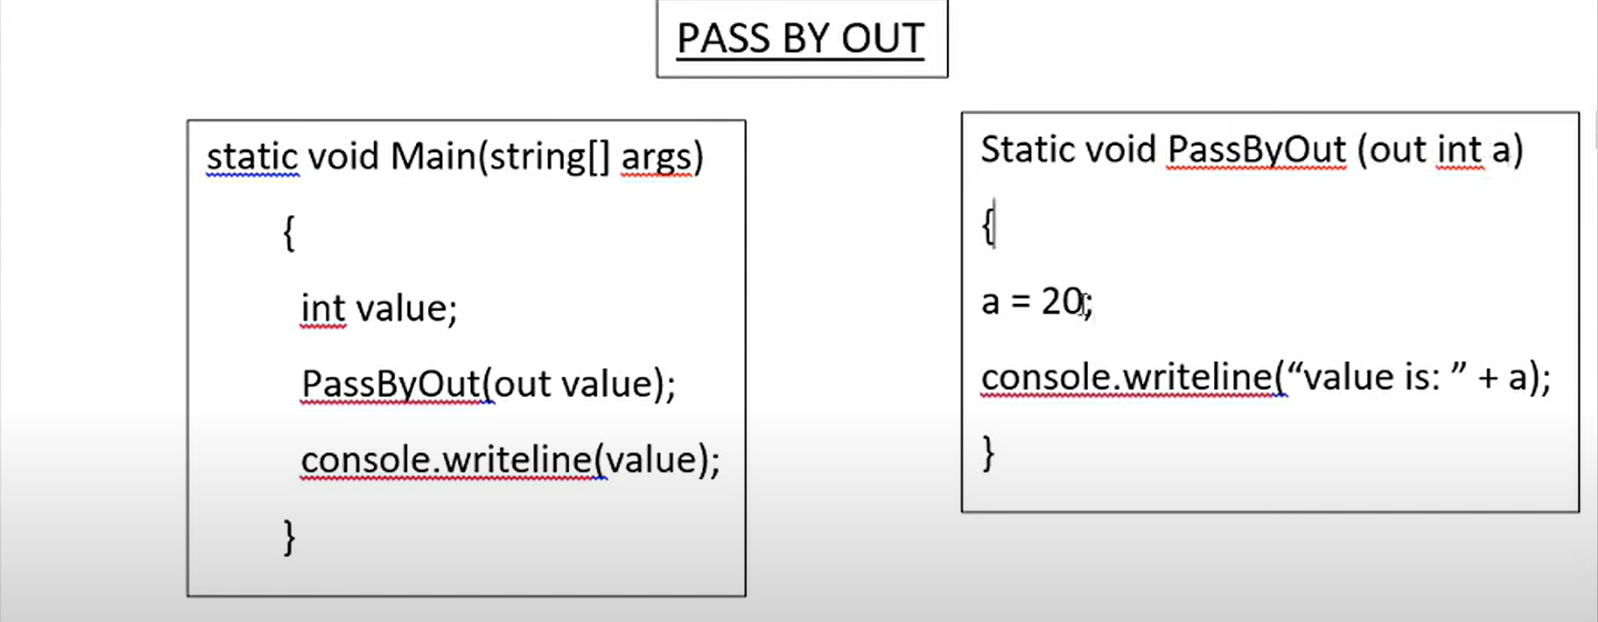 PASS BY OUT
static void Main(string[] args)
{
int value;
PassByOut(out value);
console.writeline(value);
}
Static void PassByOut (out int a)
{
a = 20;
console.writeline(“value is: ” + a);
}